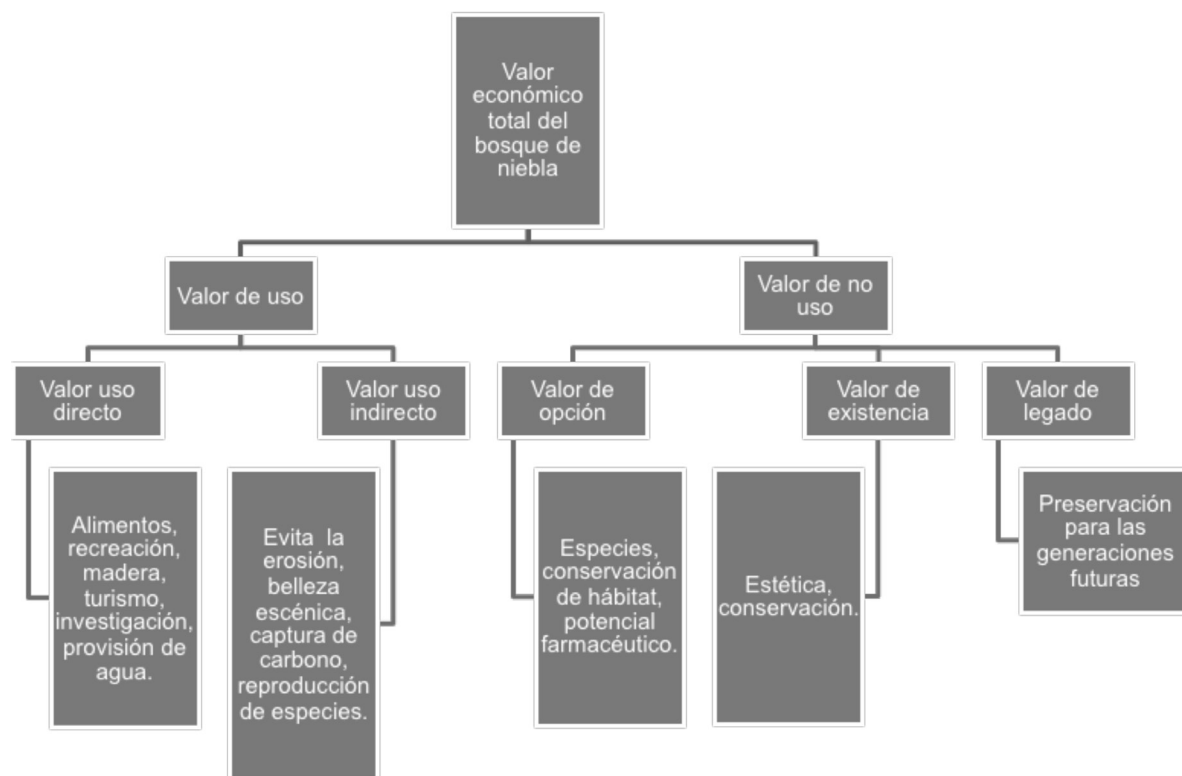 Valor
económico
total del
bosque de
niebla
Valor de uso
Valor de no
uso
Valor uso
directo
Valor uso
indirecto
Valor de
opción
Valor de
existencia
Valor de
legado
Alimentos,
recreación,
madera,
turismo,
investigación,
provisión de
agua.
Evita la
erosión,
belleza
escénica,
captura de
carbono,
reproducción
de especies.
Especies,
conservación
de hábitat,
potencial
farmacéutico.
Estética,
conservación.
Preservación
para las
generaciones
futuras